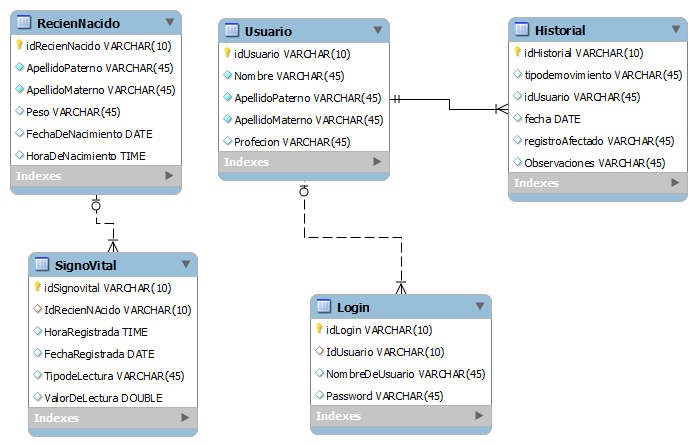 RecienNacido
idRecienNacido VARCHAR(10)
ApellidoPaterno VARCHAR(45)
ApellidoMaterno VARCHAR(45)
Peso VARCHAR(45)
FechaDeNacimiento DATE
HoraDeNacimiento TIME
Indexes
Usuario
idUsuario VARCHAR(10)
Nombre VARCHAR(45)
ApellidoPaterno VARCHAR(45)
ApellidoMaterno VARCHAR(45)
Profecion VARCHAR(45)
Indexes
Historial
idHistorial VARCHAR(10)
tipodemovimiento VARCHAR(45)
idUsuario VARCHAR(45)
fecha DATE
registroAfectado VARCHAR(45)
Observaciones VARCHAR(45)
Indexes
SignoVital
idSignovital VARCHAR(10)
IdRecienNAcido VARCHAR(10)
HoraRegistrada TIME
FechaRegistrada DATE
TipodeLectura VARCHAR(45)
ValorDeLectura DOUBLE
Indexes
Login
idLogin VARCHAR(10)
IdUsuario VARCHAR(10)
NombreDeUsuario VARCHAR(45)
Password VARCHAR(45)
Indexes